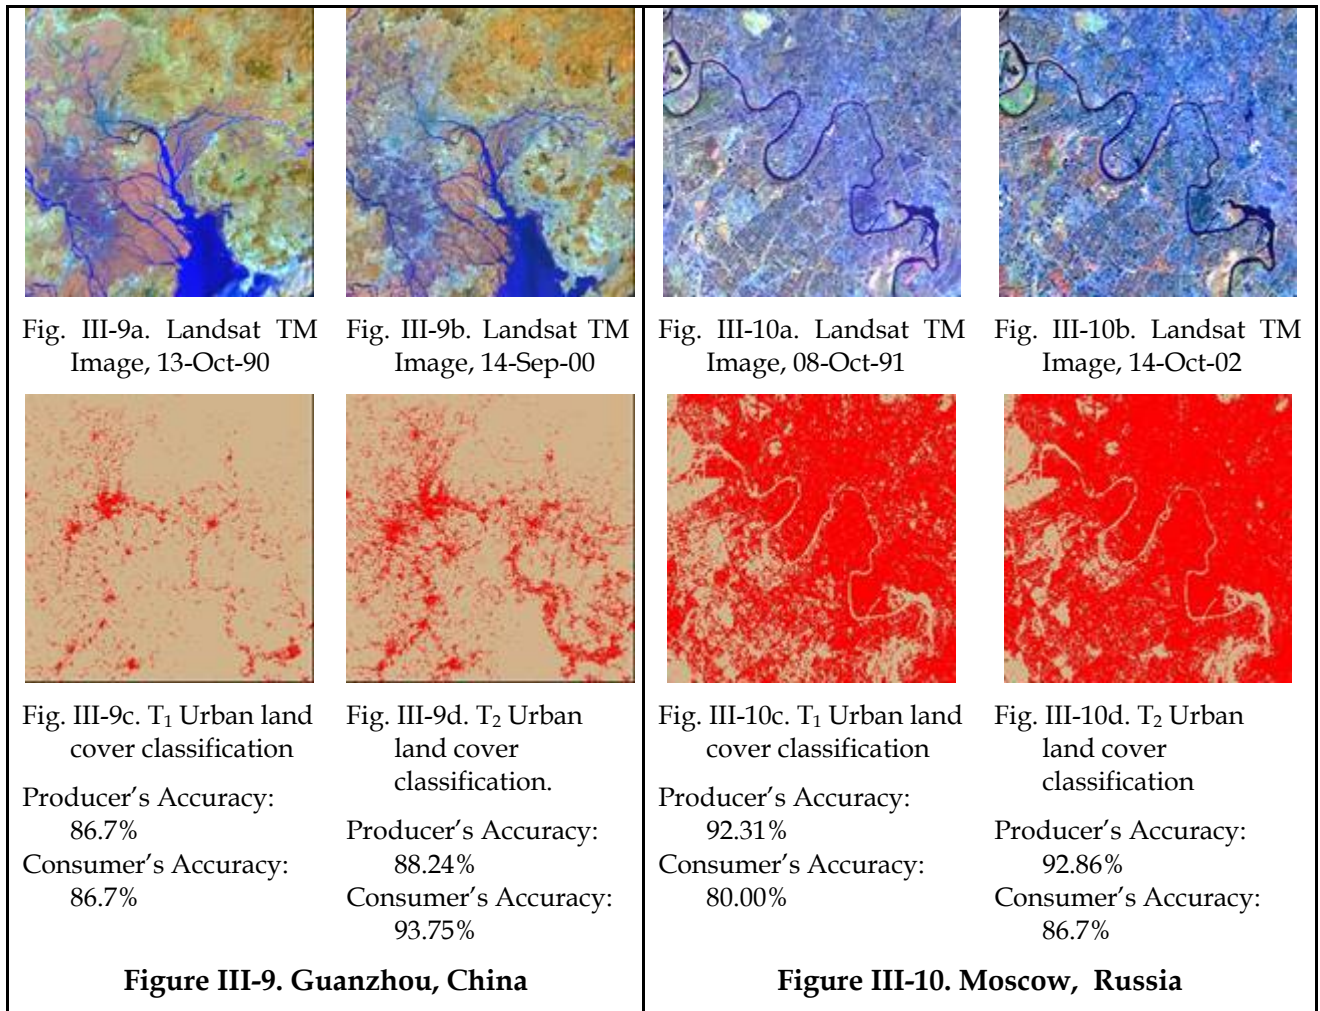 Fig. III-9a. Landsat TM
Image, 13-Oct-90
Fig. III-9b. Landsat TM
Image, 14-Sep-00
Fig. III-9c. T1 Urban land
cover classification
Producer's Accuracy:
86.7%
Consumer's Accuracy:
86.7%
Fig. III-9d. T2 Urban
land cover
classification.
Producer's Accuracy:
88.24%
Consumer's Accuracy:
93.75%
Figure III-9. Guanzhou, China
Fig. III-10a. Landsat TM
Image, 08-Oct-91
Fig. III-10b. Landsat TM
Image, 14-Oct-02
Fig. III-10c. T1 Urban land
cover classification
Producer's Accuracy:
92.31%
Consumer's Accuracy:
80.00%
Fig. III-10d. T2 Urban
land cover
classification
Producer's Accuracy:
92.86%
Consumer's Accuracy:
86.7%
Figure III-10. Moscow, Russia